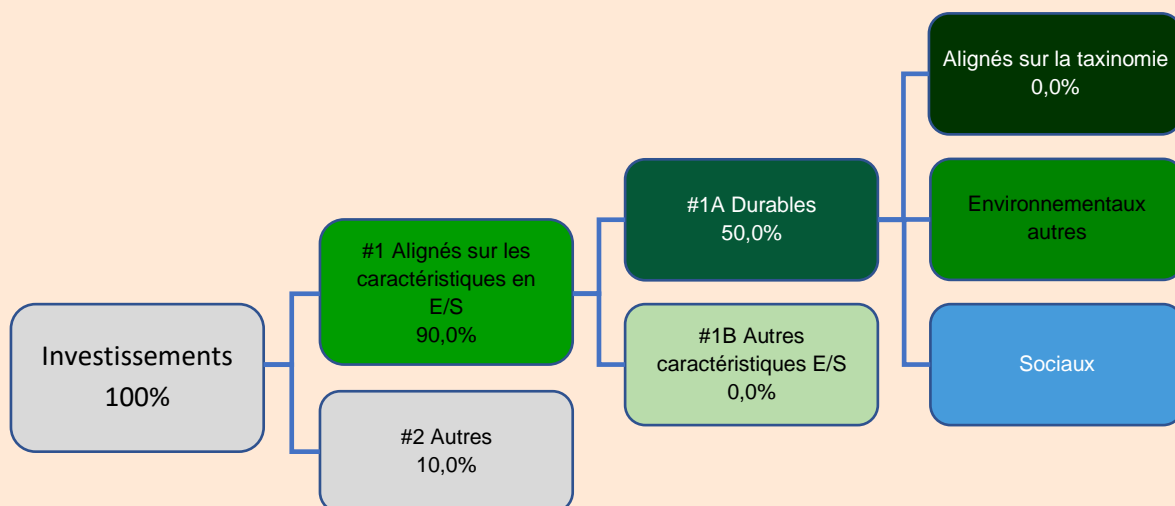 Investissements
100%
#1 Alignés sur les
caractéristiques en
E/S
90,0%
#2 Autres
10,0%
#1A Durables
50,0%
#1B Autres
caractéristiques E/S
0,0%
Alignés sur la taxinomie
0,0%
Environnementaux
autres
Sociaux